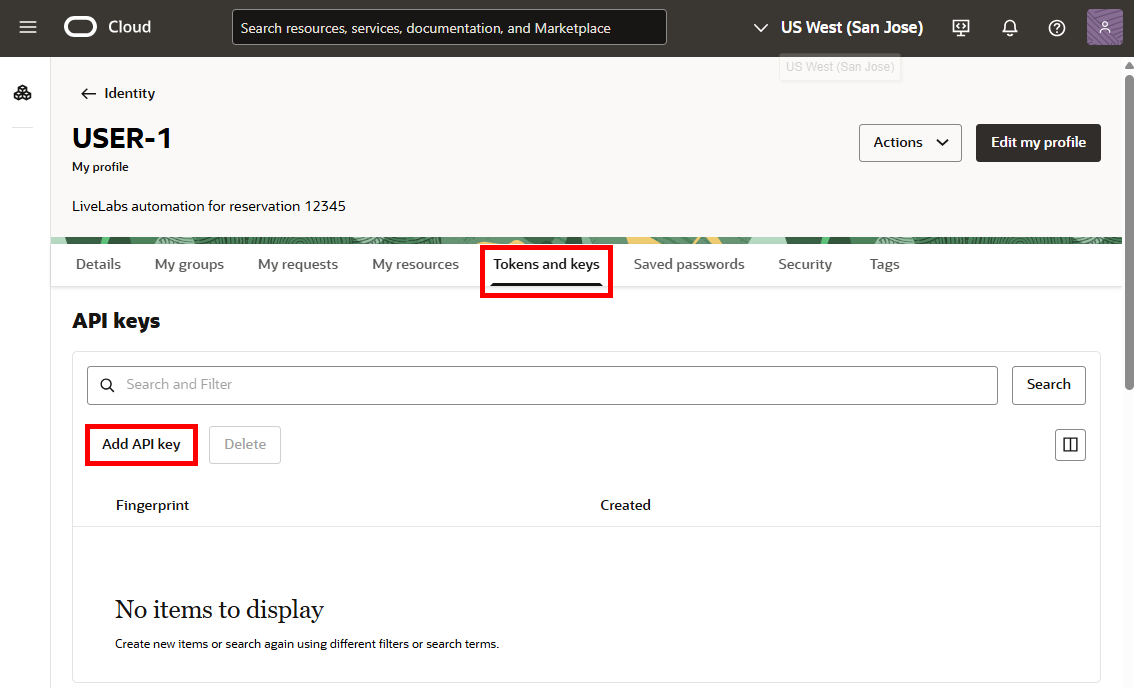 Cloud
Search resources, services, documentation, and Marketplace
US West (San Jose)
US West (San Jose)
Identity
USER-1
My profile
Actions
Edit my profile
LiveLabs automation for reservation 12345
Details My groups My requests My resources Tokens and keys Saved passwords Security Tags
API keys
Search and Filter
Search
Add API key
Delete
Fingerprint Created
No items to display
Create new items or search again using different filters or search terms.